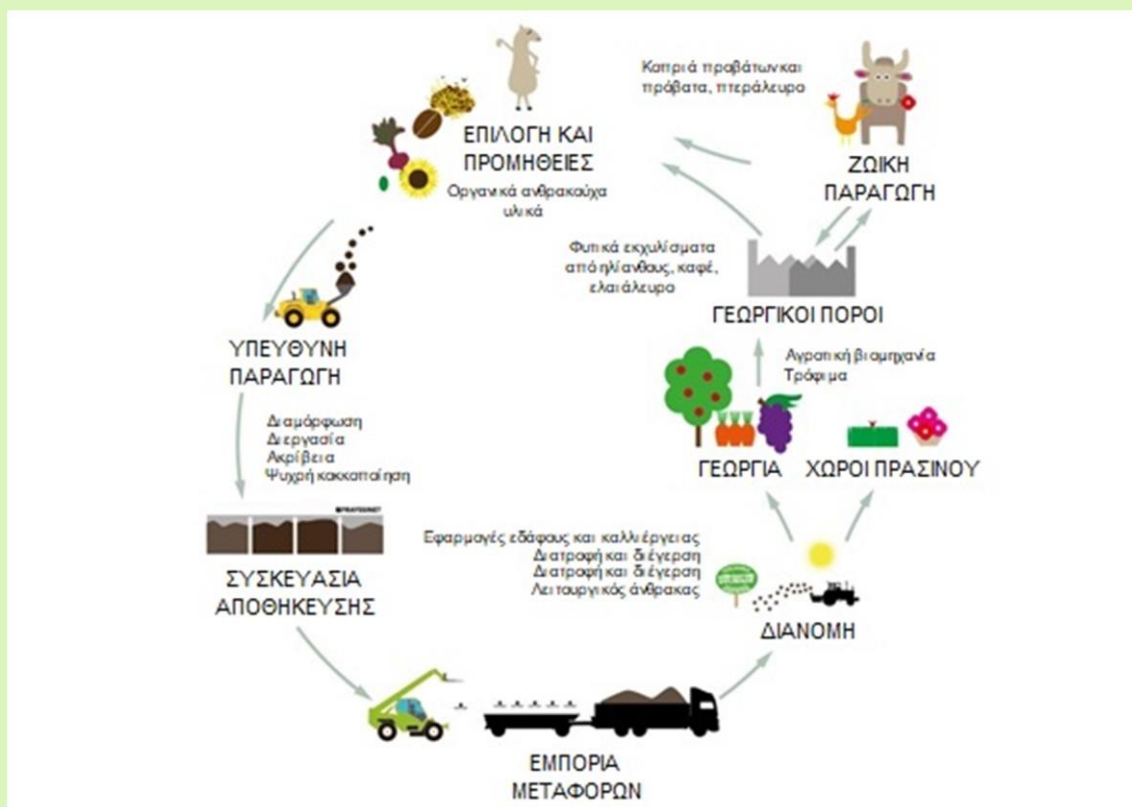 ΕΠΙΛΟΓΗ ΚΑΙ
ΠΡΟΜΗΘΕΙΕΣ
Οργανικά ανθρακούχα
υλικά
Κοπριά προβάτων και
πρόβατα, πτεράλευρο
ΖΩΙΚΗ
ΠΑΡΑΓΩΓΗ
Φυτικά εκχυλίσματα
από ηλίανθους, καφέ,
ελαιάλευρο
ΓΕΩΡΓΙΚΟΙ ΠΟΡΟΙ
ΥΠΕΥΘΥΝΗ
ΠΑΡΑΓΩΓΗ
Αγροτική βιομηχανία
Τρόφιμα
Διαμόρφωση
Διεργασία
Ακρίβεια
Ψυχρή κοκκοποίηση
ΓΕΩΡΓΙΑ
ΧΩΡΟΙ ΠΡΑΣΙΝΟΥ
Εφαρμογές εδάφους και καλλιέργειας
Διατροφή και διέγερση
Διατροφή και διέγερση
Λειτουργικός άνθρακας
ΣΥΣΚΕΥΑΣΙΑ
ΑΠΟΘΗΚΕΥΣΗΣ
ΔΙΑΝΟΜΗ
ΕΜΠΟΡΙΑ
ΜΕΤΑΦΟΡΩΝ